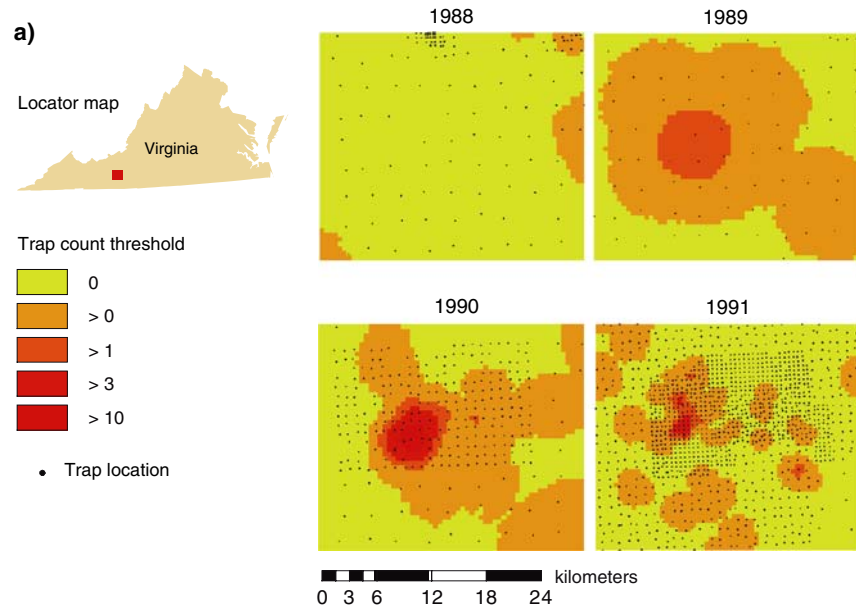 a)
Locator map
Virginia
Trap count threshold
0
> 0
> 1
> 3
> 10
Trap location
1988
1989
1990
1991
kilometers
0 3 6 12 18 24